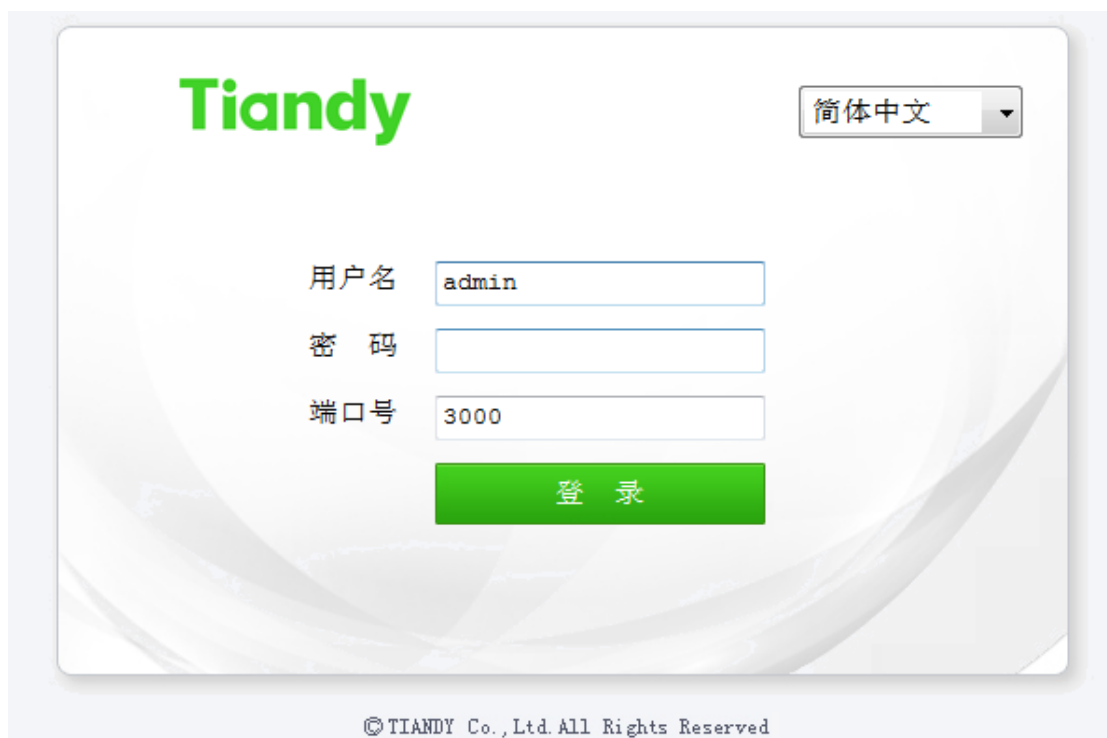 Tiandy
简体中文
用户名 admin
密 码
端口号 3000
登 录
©TIANDY Co.,Ltd.All Rights Reserved